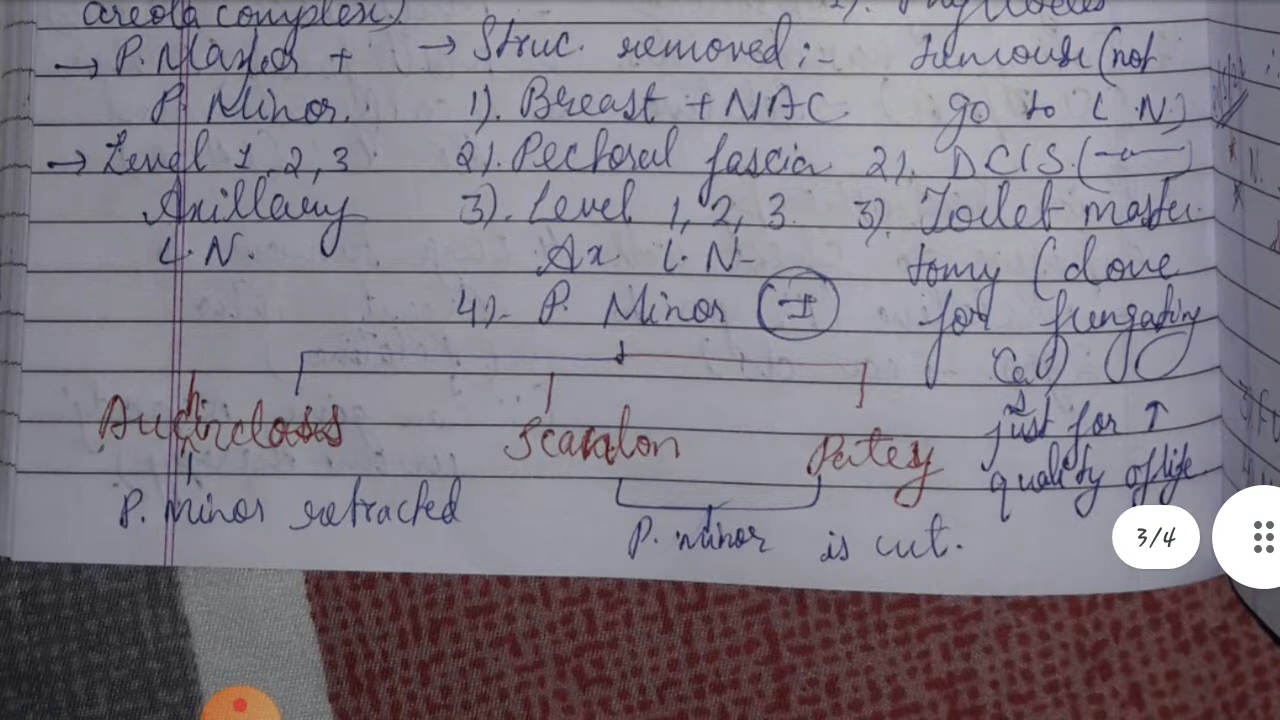 areola complex)
→ P. Major +
P. Minor.
→ Level 1, 2, 3
Axillary
L.N.
→ Struc. removed :-
1). Breast + NAC
2). Pectoral fascia
3). Level 1, 2, 3.
Ax L.N-
4)- P. Minor (±)
(not
go to L.N.)
2). DCIS (—〃—)
3). Toilet mastec
tomy (done
for fungating
Ca)
just for ↑
quality of life
Auchincloss
Scanlon
Patey
P. Minor retracted
P. Minor is cut.
3/4